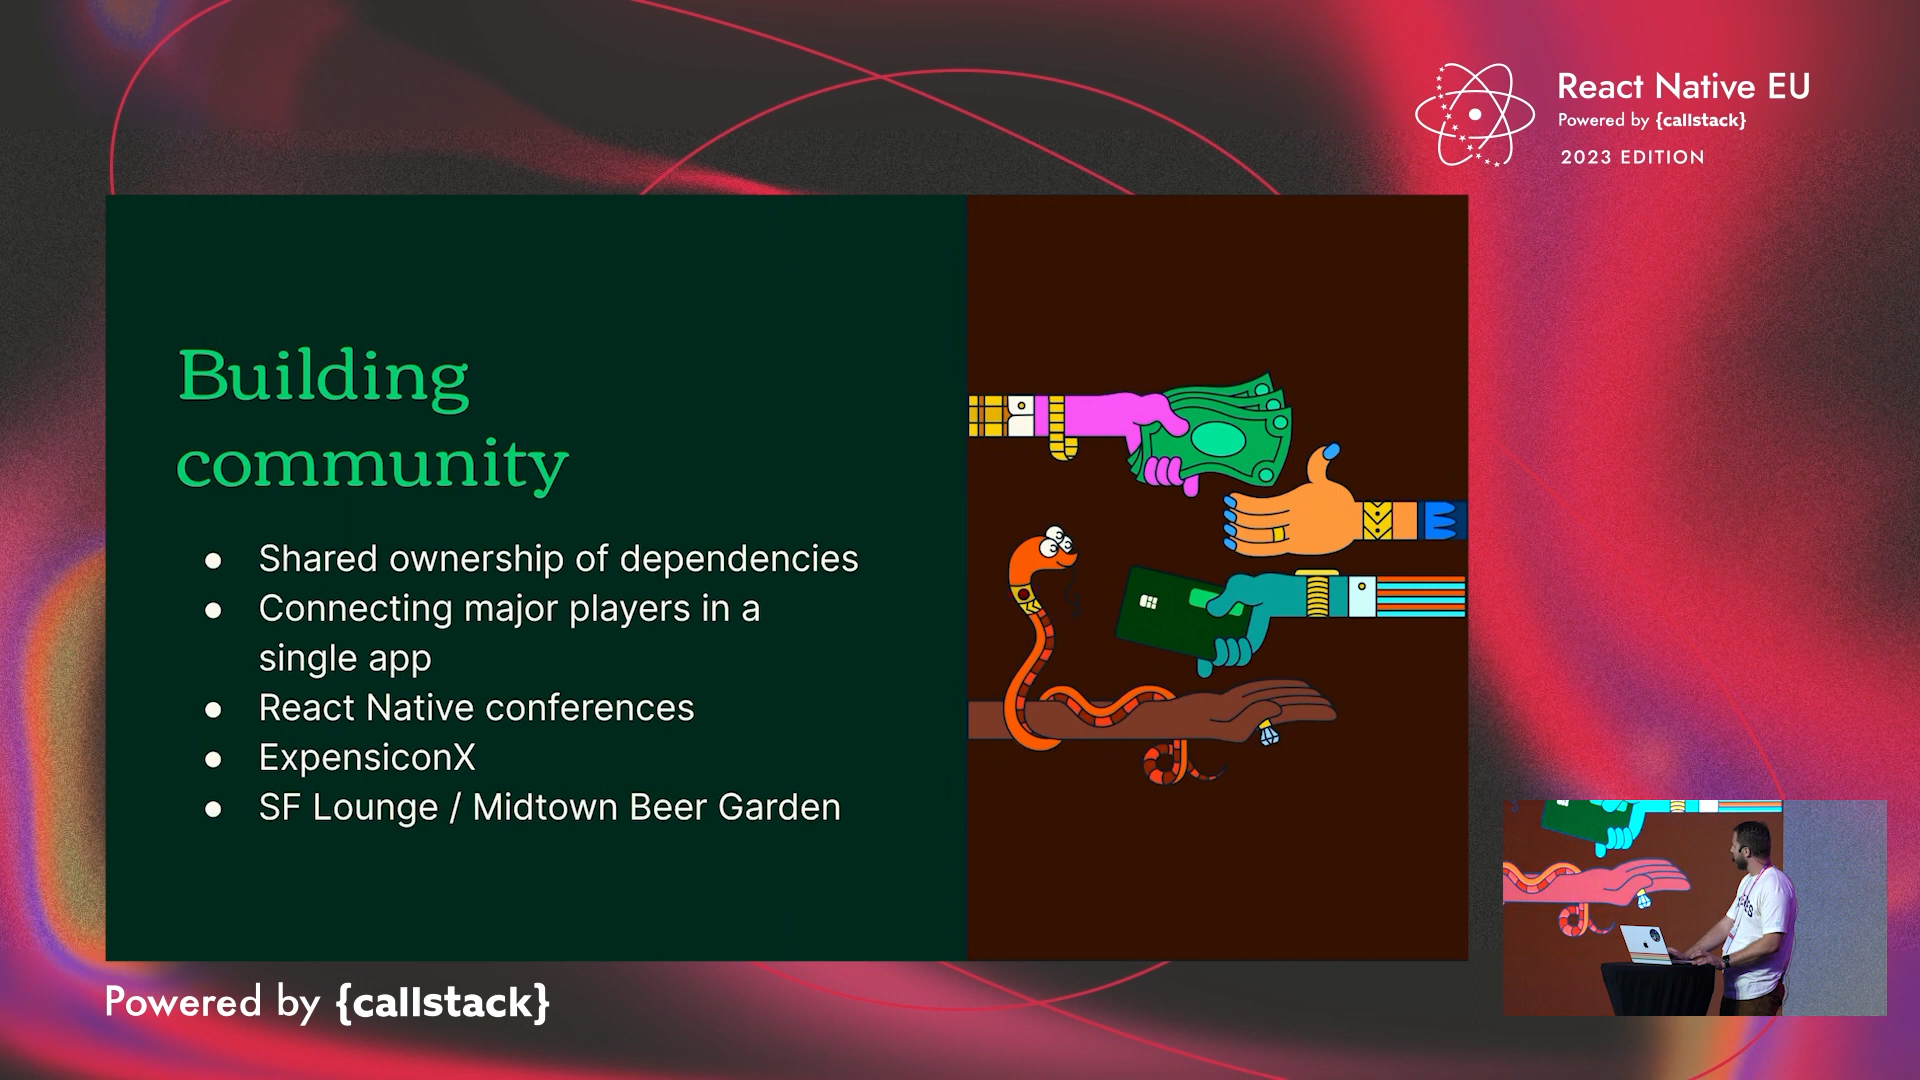 React Native EU
Powered by {callstack}
2023 EDITION
Building
community
● Shared ownership of dependencies
● Connecting major players in a
single app
● React Native conferences
● ExpensiconX
● SF Lounge / Midtown Beer Garden
Powered by {callstack}